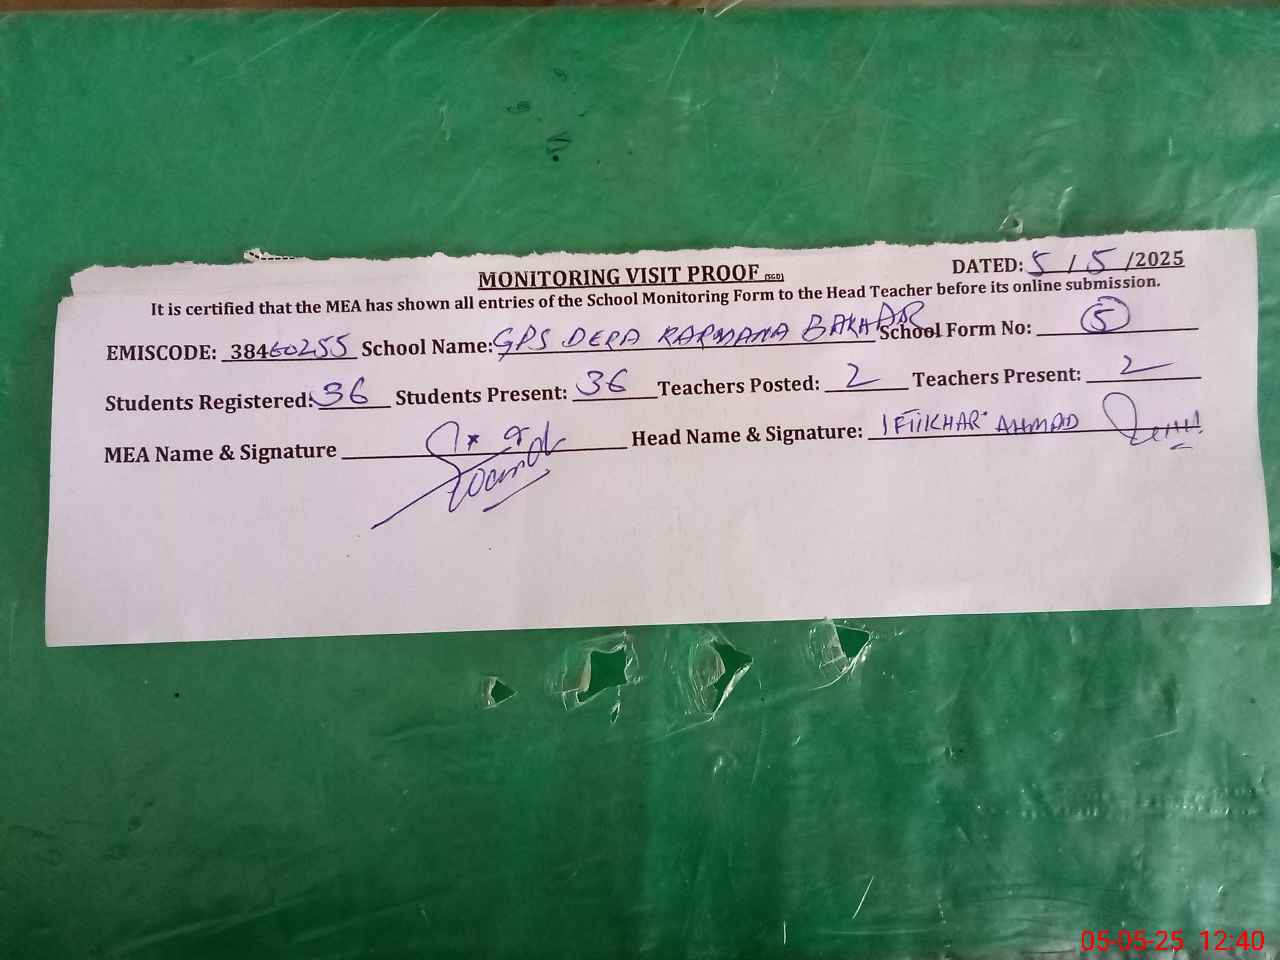 MONITORING VISIT PROOF (SGD) DATED: 5 / 5 /2025
It is certified that the MEA has shown all entries of the School Monitoring Form to the Head Teacher before its online submission.
EMISCODE: 38460255 School Name: GPS DERA KARMANA BAKHAR School Form No: 5
Students Registered: 36 Students Present: 36 Teachers Posted: 2 Teachers Present: 2
MEA Name & Signature Head Name & Signature: IFTIKHAR AHMAD
05-05-25 12:40